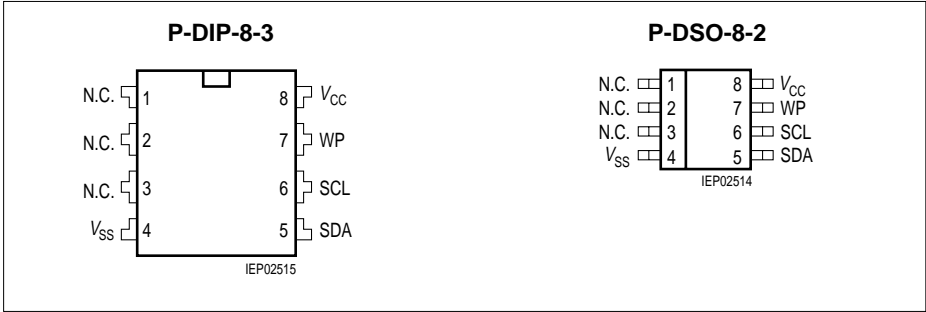 P-DIP-8-3
N.C. 1 8 VCC
N.C. 2 7 WP
N.C. 3 6 SCL
VSS 4 5 SDA
IEP02515
P-DSO-8-2
N.C. 1 8 VCC
N.C. 2 7 WP
N.C. 3 6 SCL
VSS 4 5 SDA
IEP02514